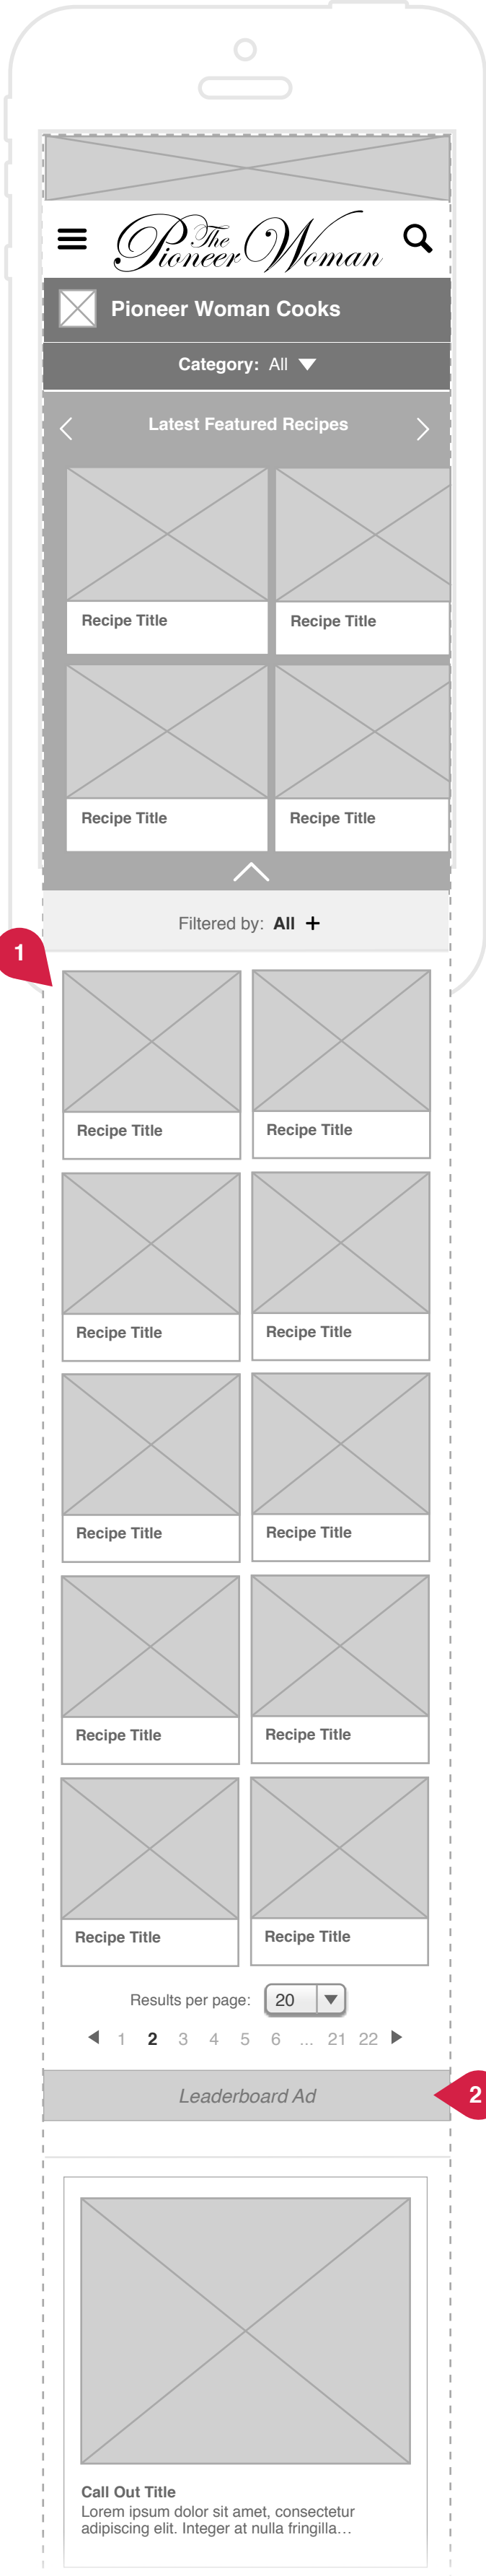 The Pioneer Woman
Pioneer Woman Cooks
Category: All
Latest Featured Recipes
Recipe Title
Recipe Title
Recipe Title
Recipe Title
Filtered by: All +
1
Recipe Title
Recipe Title
Recipe Title
Recipe Title
Recipe Title
Recipe Title
Recipe Title
Recipe Title
Recipe Title
Recipe Title
Results per page: 20
1 2 3 4 5 6 ... 21 22
Leaderboard Ad
2
Call Out Title
Lorem ipsum dolor sit amet, consectetur
adipiscing elit. Integer at nulla fringilla...